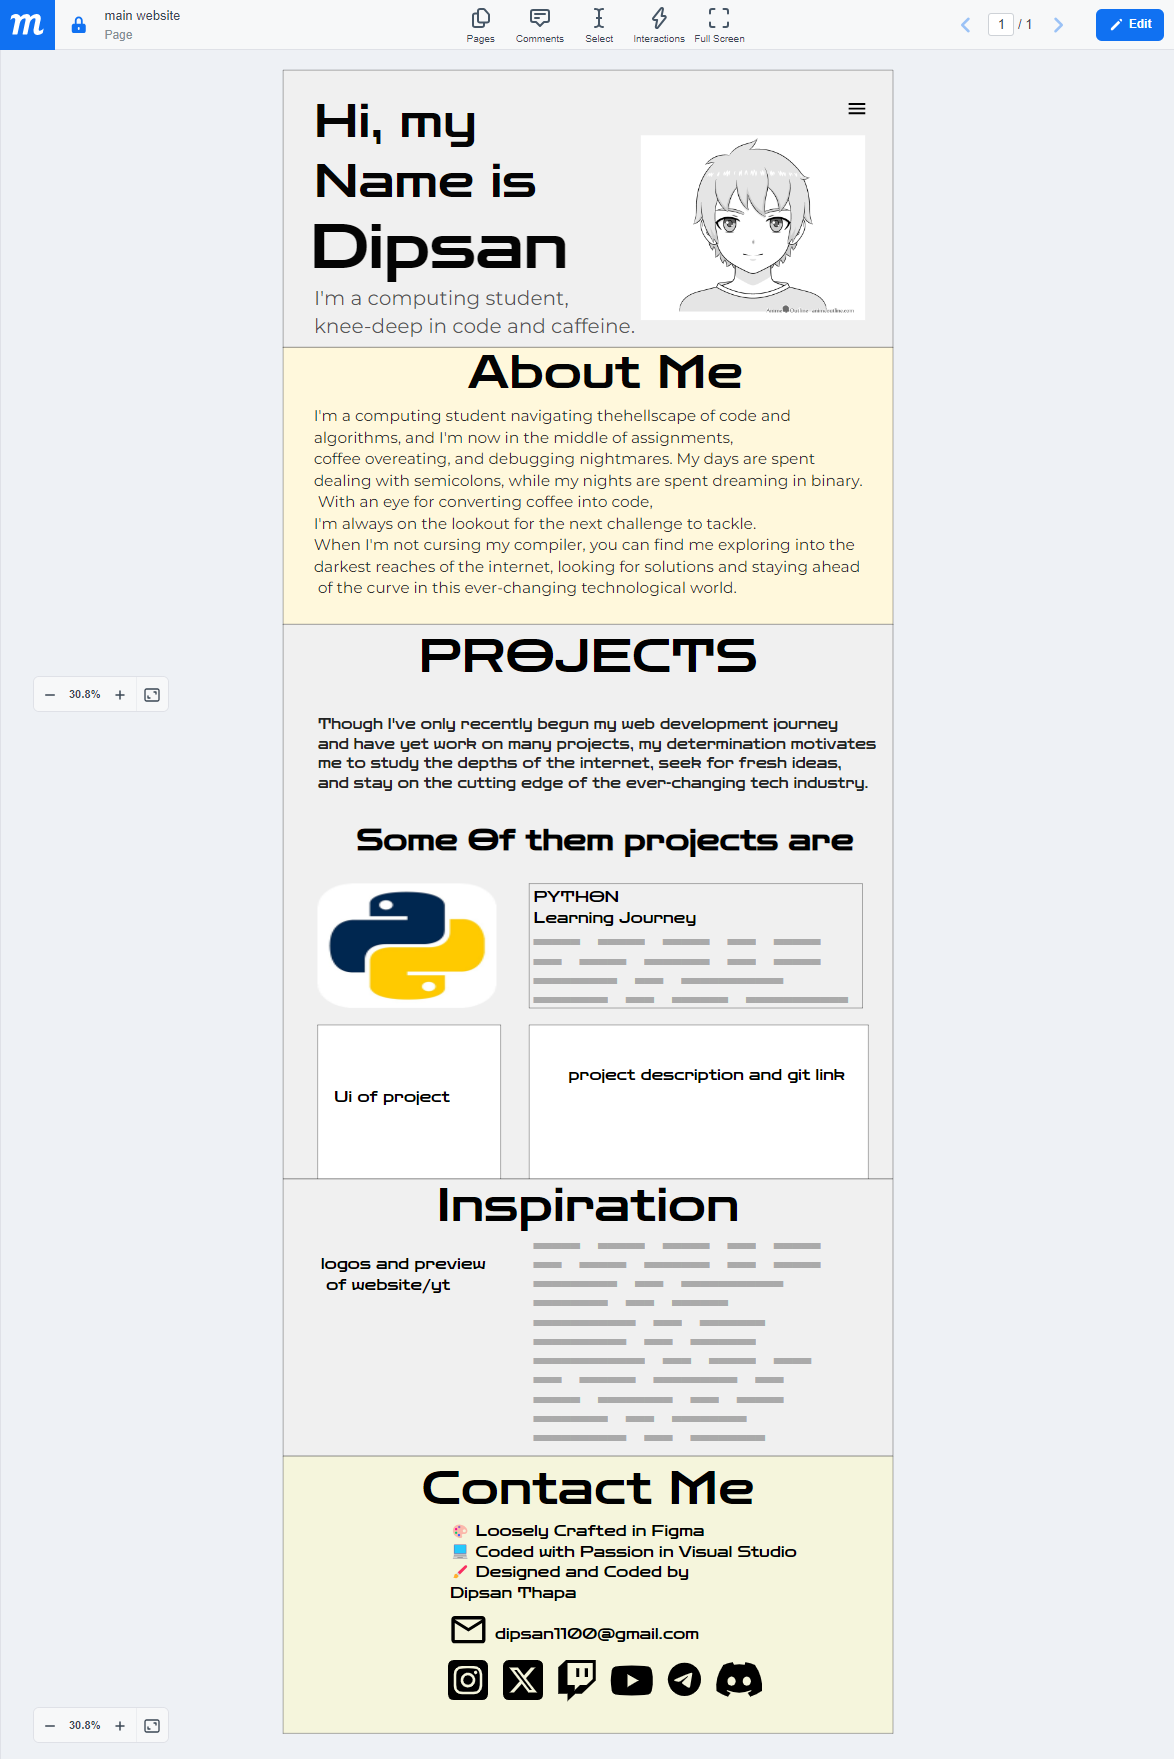 m
main website
Page
Pages
Comments
Select
Interactions
Full Screen
1 / 1
Edit
Hi, my
Name is
Dipsan
I'm a computing student,
knee-deep in code and caffeine.
AnimeOutline animeoutline.com
About Me
I'm a computing student navigating thehellscape of code and
algorithms, and I'm now in the middle of assignments,
coffee overeating, and debugging nightmares. My days are spent
dealing with semicolons, while my nights are spent dreaming in binary.
With an eye for converting coffee into code,
I'm always on the lookout for the next challenge to tackle.
When I'm not cursing my compiler, you can find me exploring into the
darkest reaches of the internet, looking for solutions and staying ahead
of the curve in this ever-changing technological world.
PROJECTS
30.8%
Though I've only recently begun my web development journey
and have yet work on many projects, my determination motivates
me to study the depths of the internet, seek for fresh ideas,
and stay on the cutting edge of the ever-changing tech industry.
Some Of them projects are
PYTHON
Learning Journey
Ui of project
project description and git link
Inspiration
logos and preview
of website/yt
Contact Me
🎨 Loosely Crafted in Figma
💻 Coded with Passion in Visual Studio
🖌️ Designed and Coded by
Dipsan Thapa
dipsan1100@gmail.com
30.8%